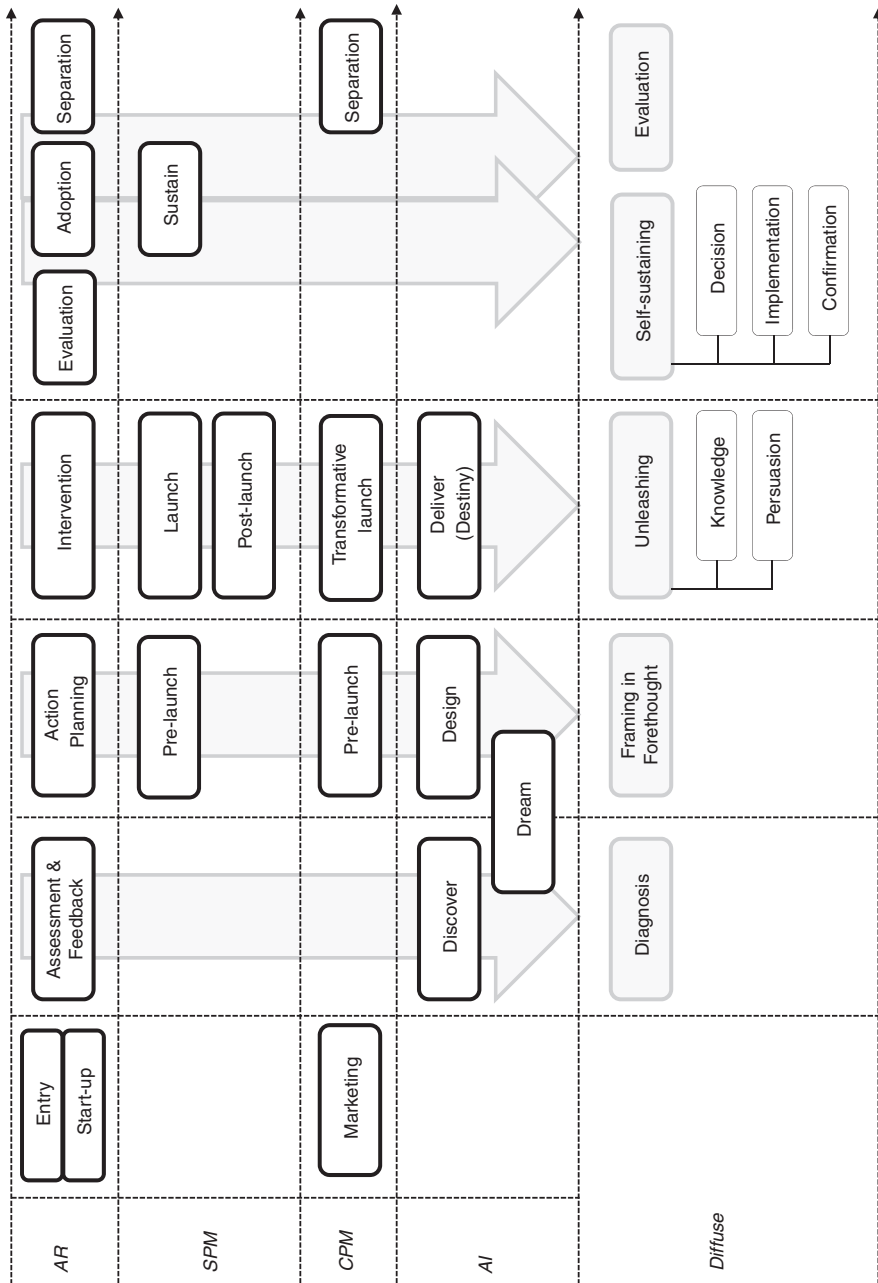 AR
Entry
Start-up
Assessment &
Feedback
Action
Planning
Intervention
Evaluation
Adoption
Separation
SPM
Pre-launch
Launch
Post-launch
Sustain
CPM
Marketing
Pre-launch
Transformative
launch
Separation
AI
Discover
Dream
Design
Deliver
(Destiny)
Diffuse
Diagnosis
Framing in
Forethought
Unleashing
Knowledge
Persuasion
Self-sustaining
Decision
Implementation
Confirmation
Evaluation